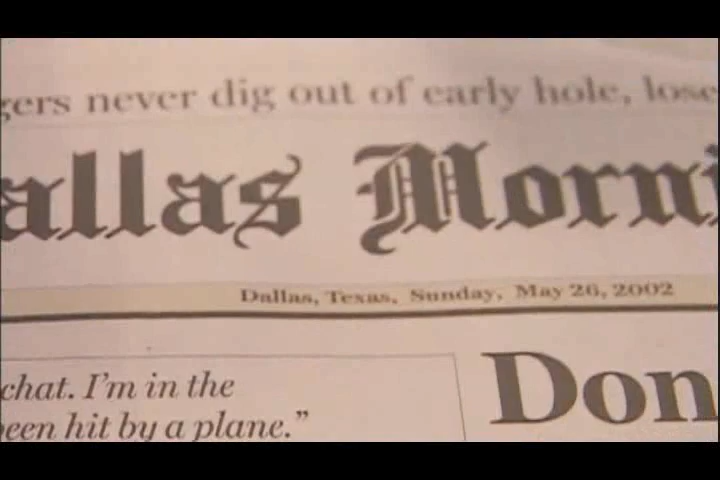 gers never dig out of early hole, lose
allas Morni
Dallas, Texas, Sunday, May 26, 2002
chat. I'm in the
een hit by a plane.”
Don